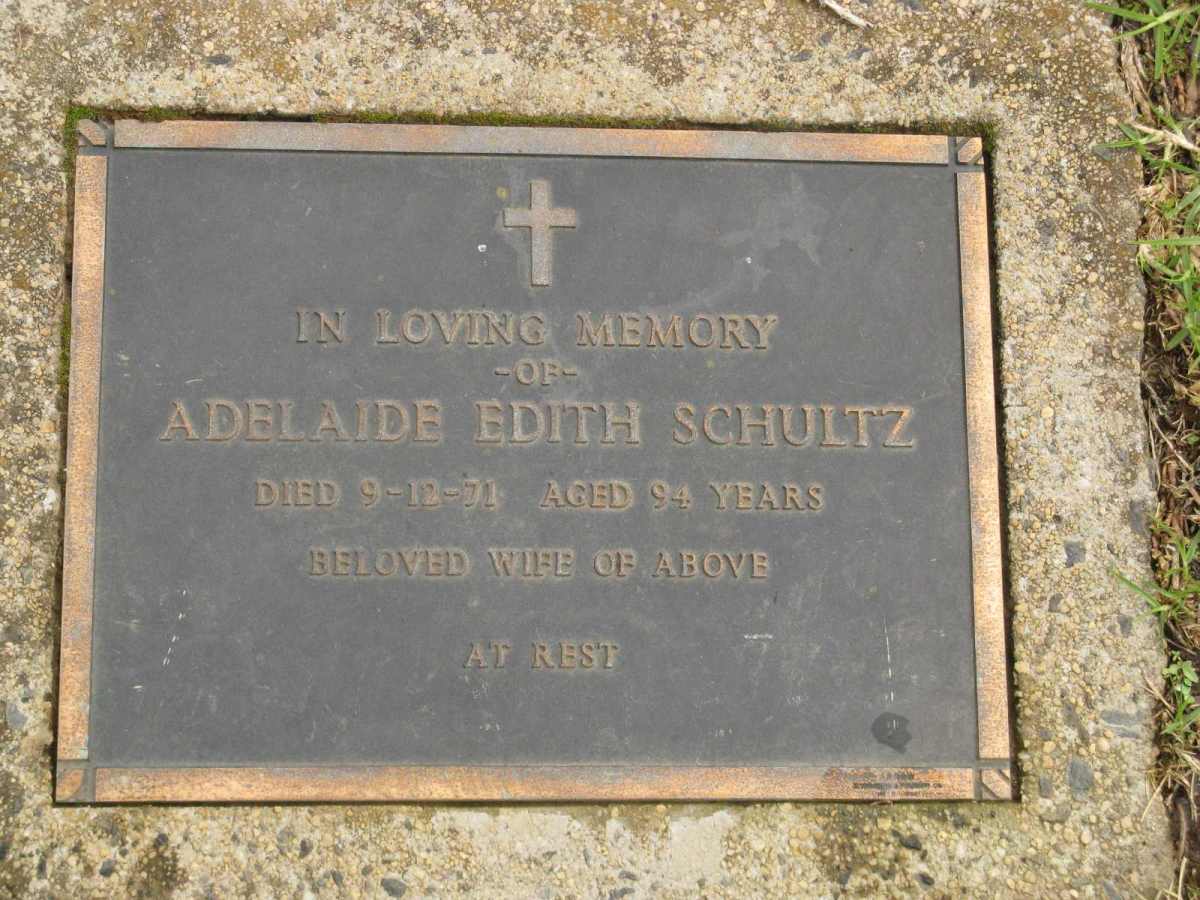 IN LOVING MEMORY
-OF-
ADELAIDE EDITH SCHULTZ
DIED 9-12-71 AGED 94 YEARS
BELOVED WIFE OF ABOVE
AT REST